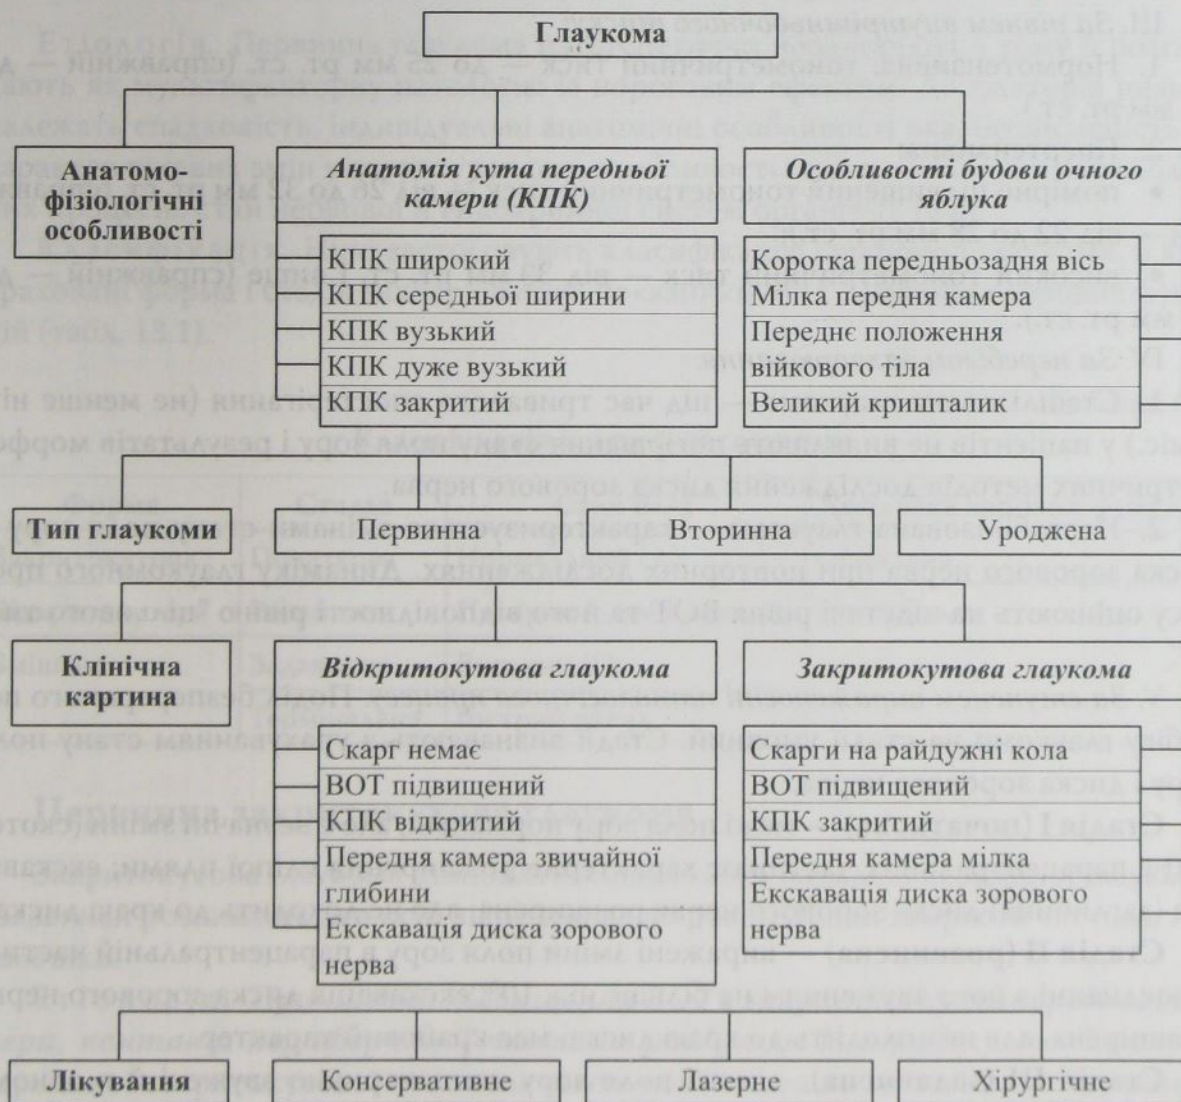 Глаукома
Анатомо-
фізіологічні
особливості
Анатомія кута передньої
камери (КПК)
КПК широкий
КПК середньої ширини
КПК вузький
КПК дуже вузький
КПК закритий
Особливості будови очного
яблука
Коротка передньозадня вісь
Мілка передня камера
Переднє положення
війкового тіла
Великий кришталик
Тип глаукоми
Первинна
Вторинна
Уроджена
Клінічна
картина
Відкритокутова глаукома
Скарг немає
ВОТ підвищений
КПК відкритий
Передня камера звичайної
глибини
Екскавація диска зорового
нерва
Закритокутова глаукома
Скарги на райдужні кола
ВОТ підвищений
КПК закритий
Передня камера мілка
Екскавація диска зорового
нерва
Лікування
Консервативне
Лазерне
Хірургічне